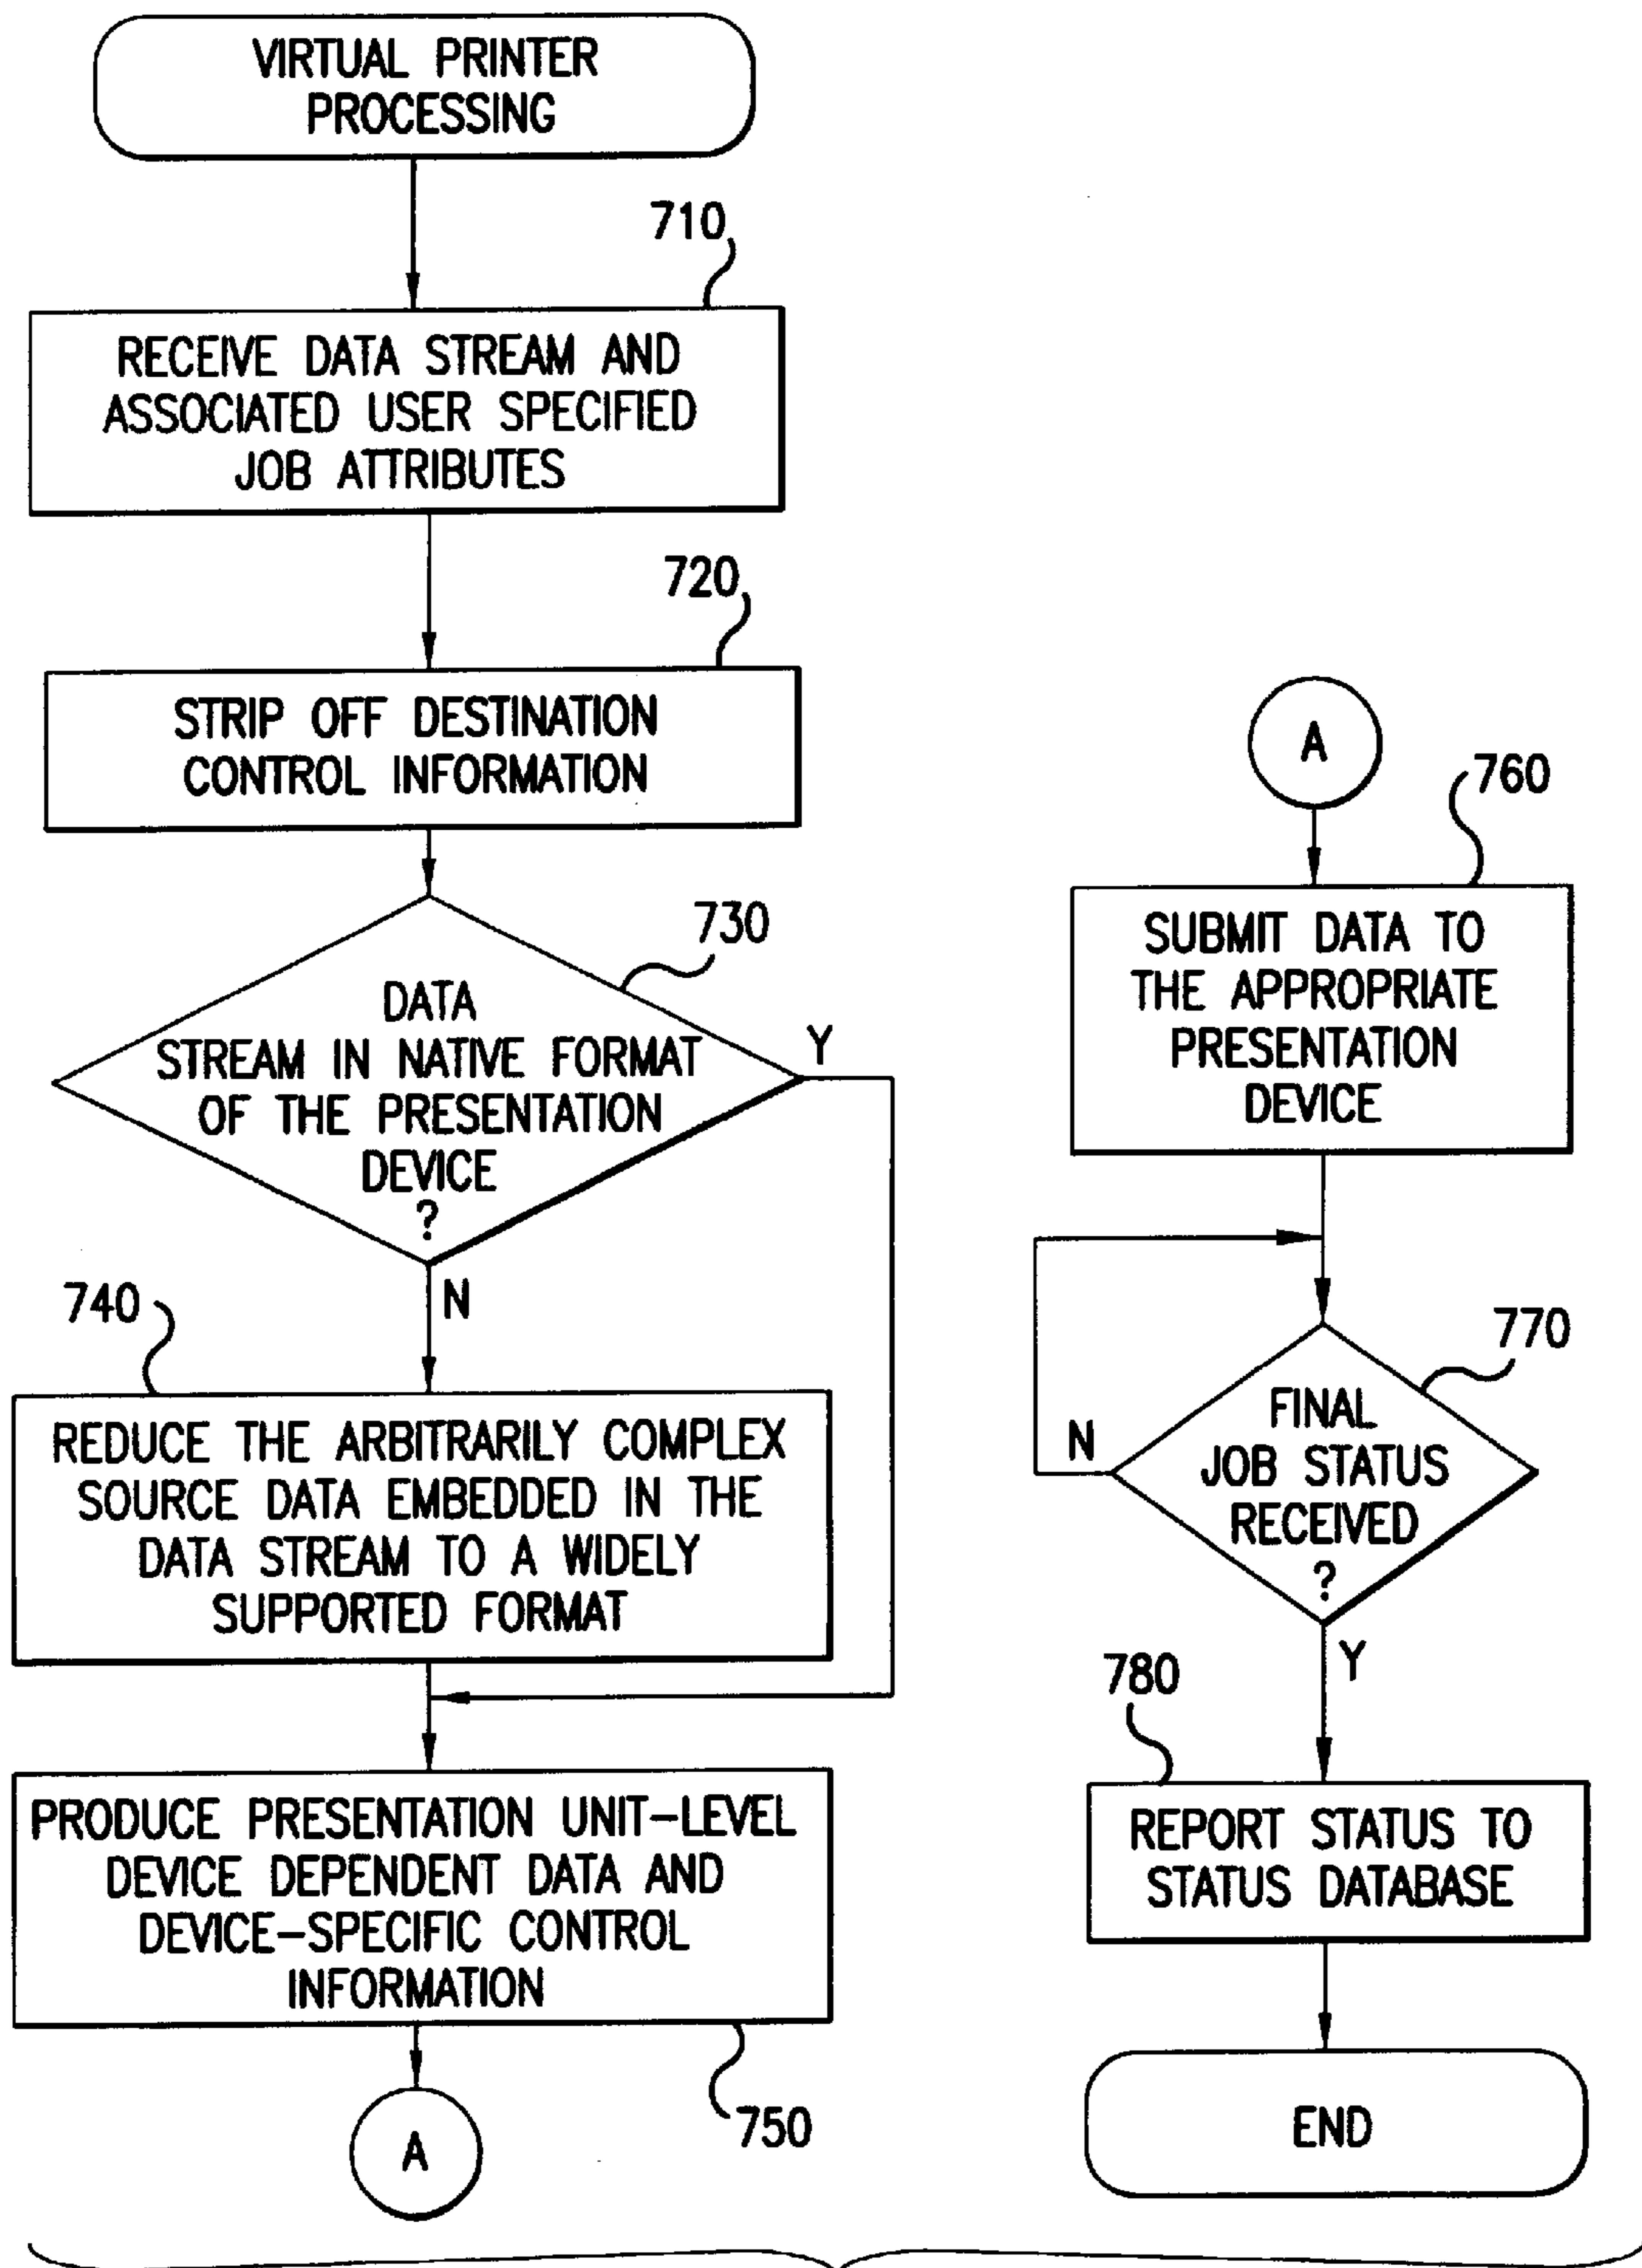 VIRTUAL PRINTER
PROCESSING
710
RECEIVE DATA STREAM AND
ASSOCIATED USER SPECIFIED
JOB ATTRIBUTES
720
STRIP OFF DESTINATION
CONTROL INFORMATION
730
DATA
STREAM IN NATIVE FORMAT
OF THE PRESENTATION
DEVICE
?
Y
N
740
REDUCE THE ARBITRARILY COMPLEX
SOURCE DATA EMBEDDED IN THE
DATA STREAM TO A WIDELY
SUPPORTED FORMAT
PRODUCE PRESENTATION UNIT-LEVEL
DEVICE DEPENDENT DATA AND
DEVICE-SPECIFIC CONTROL
INFORMATION
750
A
A
760
SUBMIT DATA TO
THE APPROPRIATE
PRESENTATION
DEVICE
770
FINAL
JOB STATUS
RECEIVED
?
N
Y
780
REPORT STATUS TO
STATUS DATABASE
END